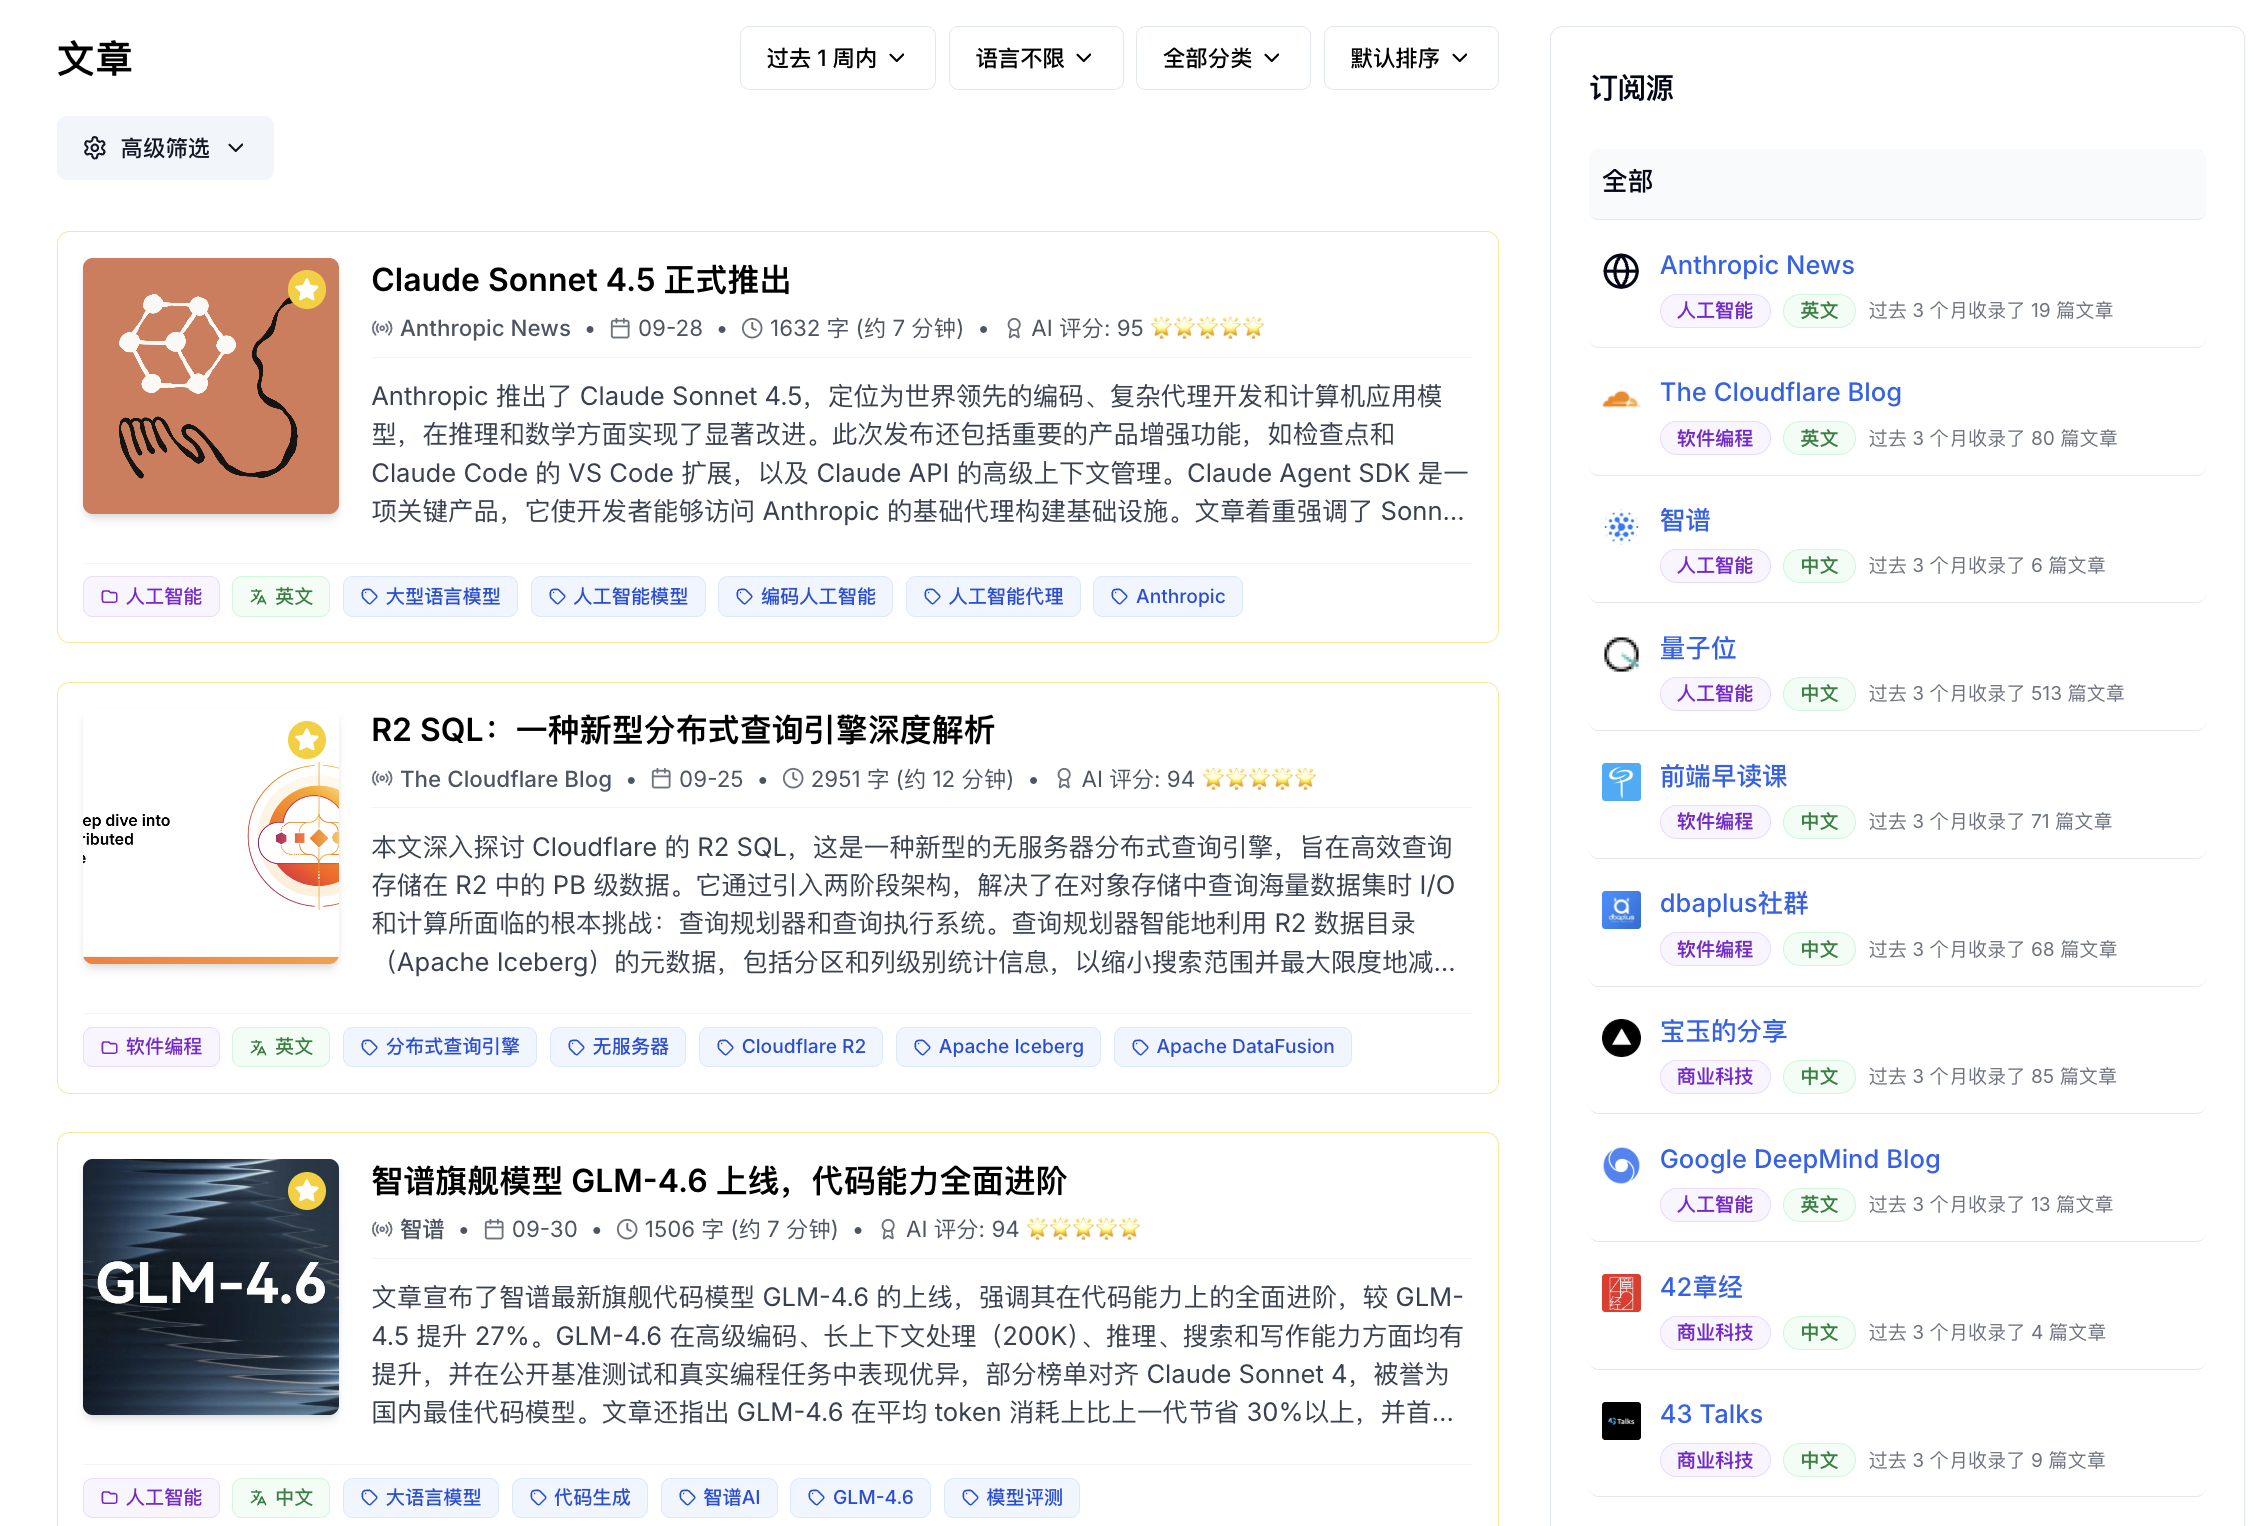 文章
过去 1 周内
语言不限
全部分类
默认排序
高级筛选
Claude Sonnet 4.5 正式推出
Anthropic News • 09-28 • 1632 字 (约 7 分钟) • AI 评分: 95 🌟🌟🌟🌟🌟
Anthropic 推出了 Claude Sonnet 4.5，定位为世界领先的编码、复杂代理开发和计算机应用模
型，在推理和数学方面实现了显著改进。此次发布还包括重要的产品增强功能，如检查点和
Claude Code 的 VS Code 扩展，以及 Claude API 的高级上下文管理。Claude Agent SDK 是一
项关键产品，它使开发者能够访问 Anthropic 的基础代理构建基础设施。文章着重强调了 Sonn...
人工智能
英文
大型语言模型
人工智能模型
编码人工智能
人工智能代理
Anthropic
ep dive into
ributed
e
R2 SQL：一种新型分布式查询引擎深度解析
The Cloudflare Blog • 09-25 • 2951 字 (约 12 分钟) • AI 评分: 94 🌟🌟🌟🌟🌟
本文深入探讨 Cloudflare 的 R2 SQL，这是一种新型的无服务器分布式查询引擎，旨在高效查询
存储在 R2 中的 PB 级数据。它通过引入两阶段架构，解决了在对象存储中查询海量数据集时 I/O
和计算所面临的根本挑战：查询规划器和查询执行系统。查询规划器智能地利用 R2 数据目录
（Apache Iceberg）的元数据，包括分区和列级别统计信息，以缩小搜索范围并最大限度地减...
软件编程
英文
分布式查询引擎
无服务器
Cloudflare R2
Apache Iceberg
Apache DataFusion
GLM-4.6
智谱旗舰模型 GLM-4.6 上线，代码能力全面进阶
智谱 • 09-30 • 1506 字 (约 7 分钟) • AI 评分: 94 🌟🌟🌟🌟🌟
文章宣布了智谱最新旗舰代码模型 GLM-4.6 的上线，强调其在代码能力上的全面进阶，较 GLM-
4.5 提升 27%。GLM-4.6 在高级编码、长上下文处理（200K）、推理、搜索和写作能力方面均有
提升，并在公开基准测试和真实编程任务中表现优异，部分榜单对齐 Claude Sonnet 4，被誉为
国内最佳代码模型。文章还指出 GLM-4.6 在平均 token 消耗上比上一代节省 30%以上，并首...
人工智能
中文
大语言模型
代码生成
智谱AI
GLM-4.6
模型评测
订阅源
全部
Anthropic News
人工智能 英文 过去 3 个月收录了 19 篇文章
The Cloudflare Blog
软件编程 英文 过去 3 个月收录了 80 篇文章
智谱
人工智能 中文 过去 3 个月收录了 6 篇文章
量子位
人工智能 中文 过去 3 个月收录了 513 篇文章
前端早读课
软件编程 中文 过去 3 个月收录了 71 篇文章
dbaplus
dbaplus社群
软件编程 中文 过去 3 个月收录了 68 篇文章
宝玉的分享
商业科技 中文 过去 3 个月收录了 85 篇文章
Google DeepMind Blog
人工智能 英文 过去 3 个月收录了 13 篇文章
42章经
商业科技 中文 过去 3 个月收录了 4 篇文章
Talks
43 Talks
商业科技 中文 过去 3 个月收录了 9 篇文章